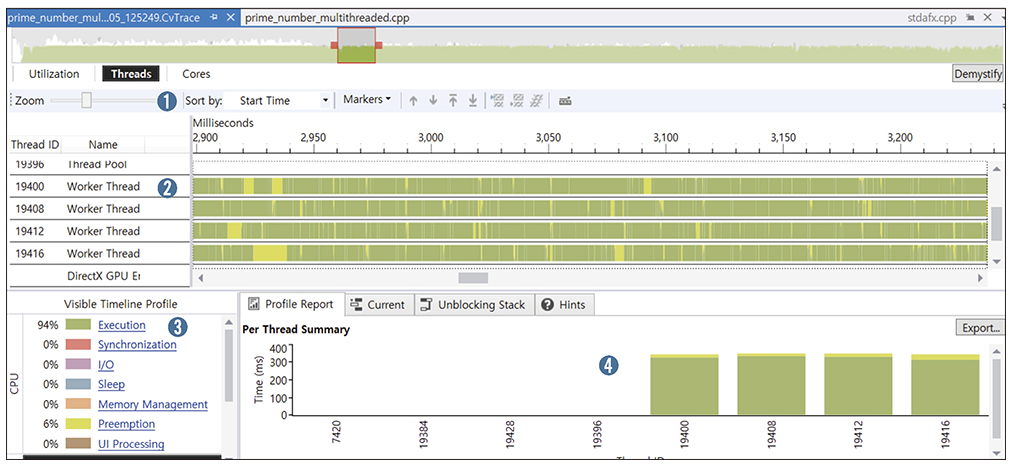 prime_number_mul...05_125249.CvTrace prime_number_multithreaded.cpp stdafx.cpp
Utilization Threads Cores Demystify
Zoom 1 Sort by: Start Time Markers
Milliseconds
2,900 2,950 3,000 3,050 3,100 3,150 3,200
Thread ID Name
19396 Thread Pool
19400 Worker Thread 2
19408 Worker Thread
19412 Worker Thread
19416 Worker Thread
DirectX GPU Er
Visible Timeline Profile
Profile Report Current Unblocking Stack Hints
CPU
94% Execution 3
0% Synchronization
0% I/O
0% Sleep
0% Memory Management
6% Preemption
0% UI Processing
Per Thread Summary Export...
Time (ms)
400
300
200
100
0
4
7420 19384 19428 19396 19400 19408 19412 19416
Thread ID